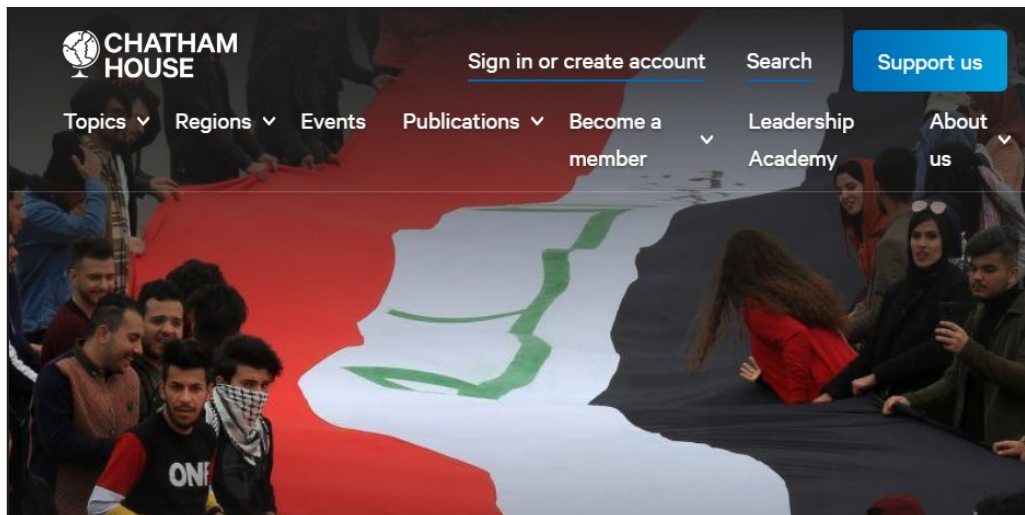 CHATHAM
HOUSE
Sign in or create account
Search
Support us
Topics
Regions
Events
Publications
Become a
member
Leadership
Academy
About
us
ONE